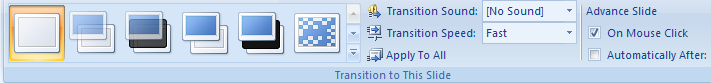 Transition Sound: [No Sound] Advance Slide
Transition Speed: Fast On Mouse Click
Apply To All Automatically After:
Transition to This Slide